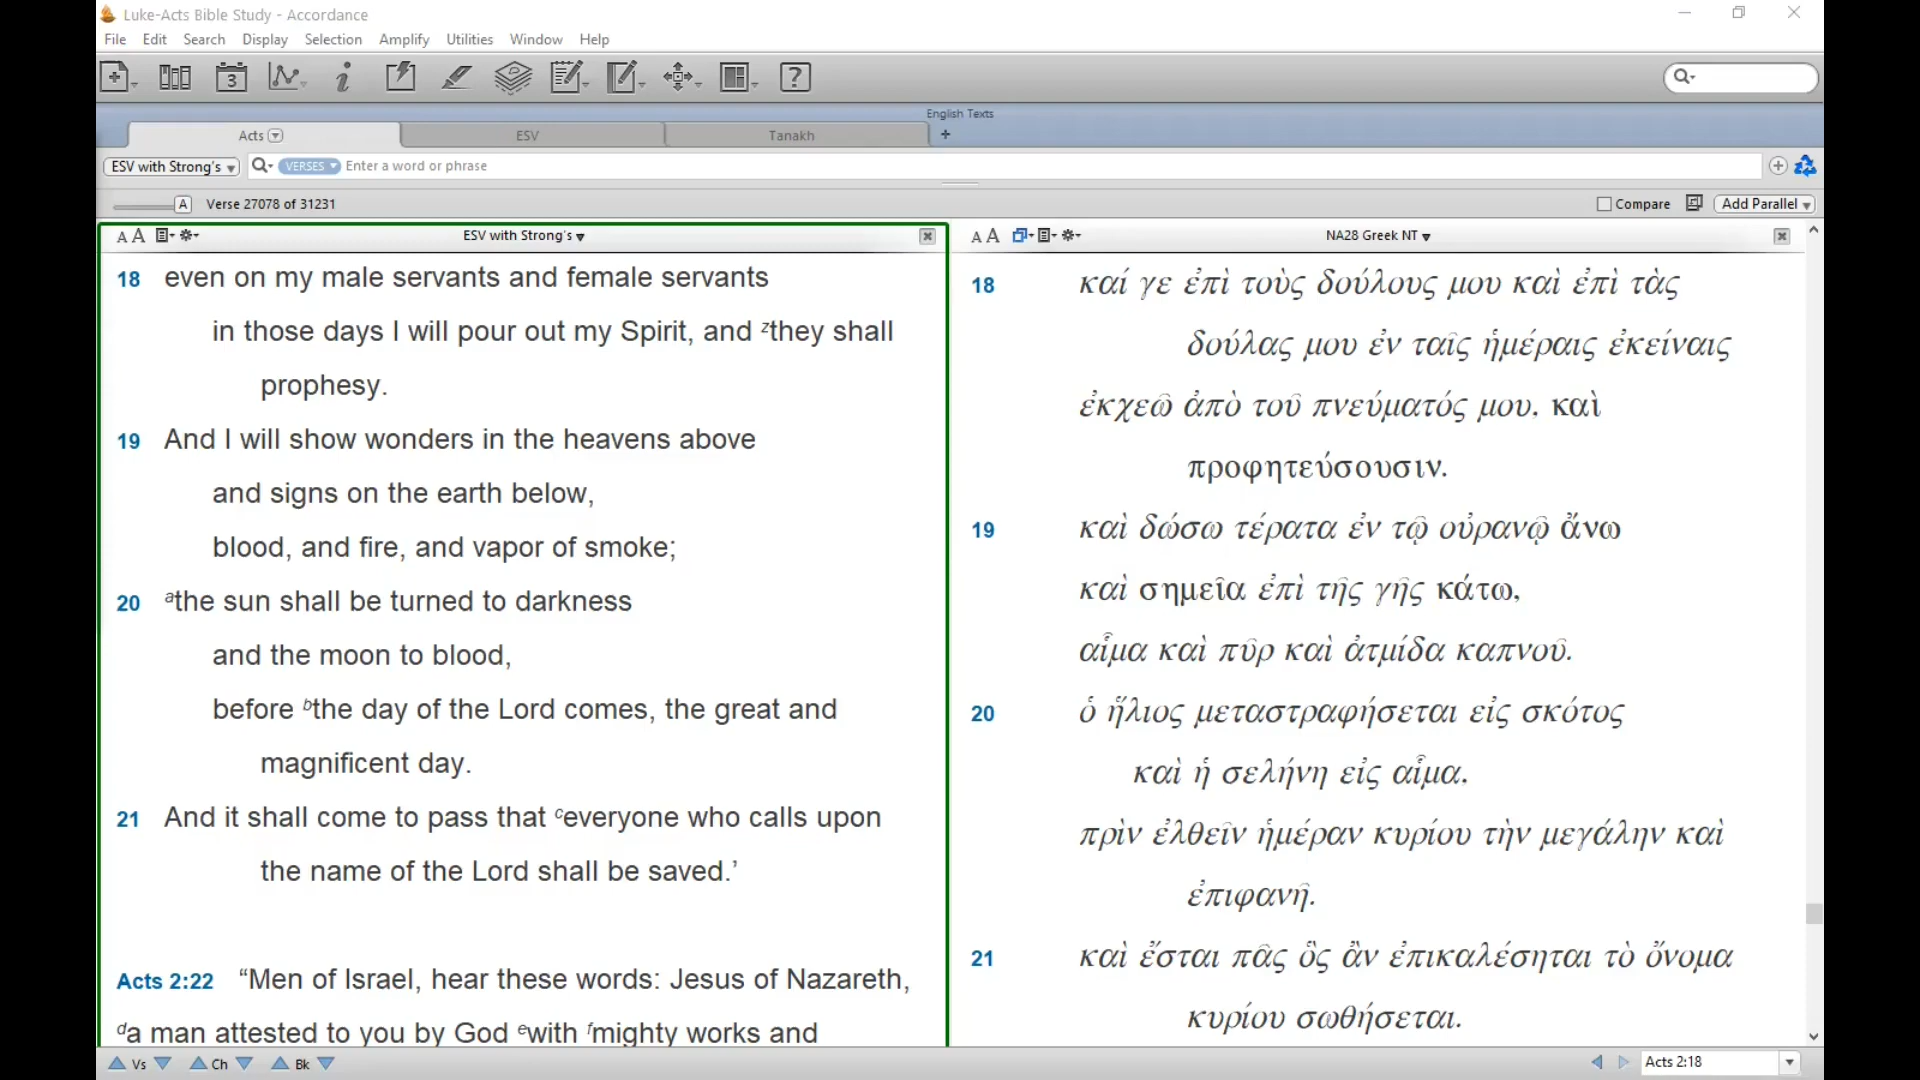 Luke-Acts Bible Study - Accordance
File Edit Search Display Selection Amplify Utilities Window Help
3
English Texts
Acts ESV Tanakh +
ESV with Strong's VERSES Enter a word or phrase
A Verse 27078 of 31231 Compare Add Parallel
A A ESV with Strong's
18 even on my male servants and female servants
in those days I will pour out my Spirit, and zthey shall
prophesy.
19 And I will show wonders in the heavens above
and signs on the earth below,
blood, and fire, and vapor of smoke;
20 athe sun shall be turned to darkness
and the moon to blood,
before bthe day of the Lord comes, the great and
magnificent day.
21 And it shall come to pass that ceveryone who calls upon
the name of the Lord shall be saved.’
Acts 2:22 “Men of Israel, hear these words: Jesus of Nazareth,
da man attested to you by God ewith fmighty works and
A A NA28 Greek NT
18 καί γε ἐπὶ τοὺς δούλους μου καὶ ἐπὶ τὰς
δούλας μου ἐν ταῖς ἡμέραις ἐκείναις
ἐκχεῶ ἀπὸ τοῦ πνεύματός μου, καὶ
προφητεύσουσιν.
19 καὶ δώσω τέρατα ἐν τῷ οὐρανῷ ἄνω
καὶ σημεῖα ἐπὶ τῆς γῆς κάτω,
αἷμα καὶ πῦρ καὶ ἀτμίδα καπνοῦ.
20 ὁ ἥλιος μεταστραφήσεται εἰς σκότος
καὶ ἡ σελήνη εἰς αἷμα,
πρὶν ἐλθεῖν ἡμέραν κυρίου τὴν μεγάλην καὶ
ἐπιφανῆ.
21 καὶ ἔσται πᾶς ὃς ἂν ἐπικαλέσηται τὸ ὄνομα
κυρίου σωθήσεται.
Vs Ch Bk Acts 2:18